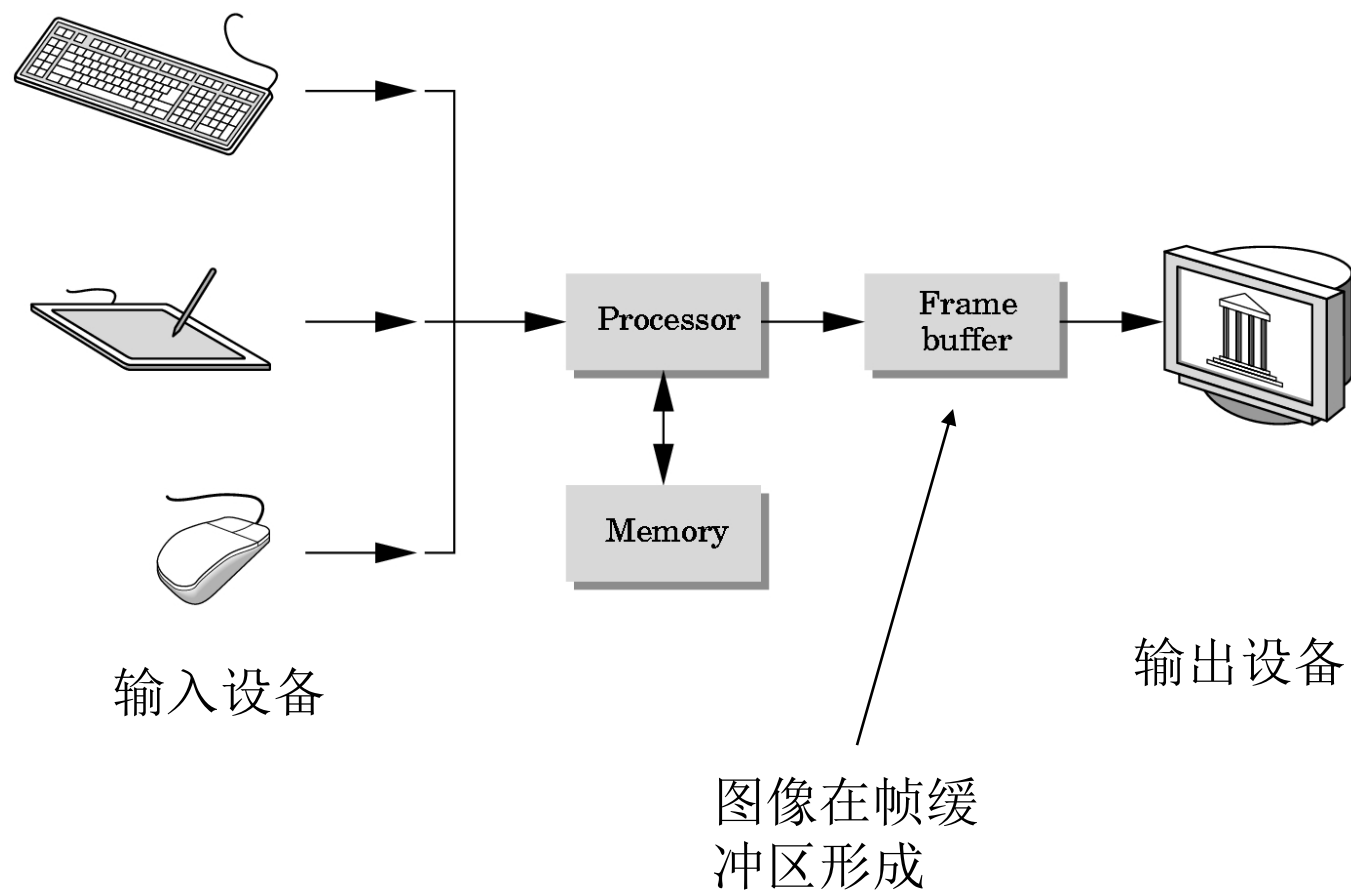 Processor
Frame
buffer
Memory
输入设备
输出设备
图像在帧缓
冲区形成